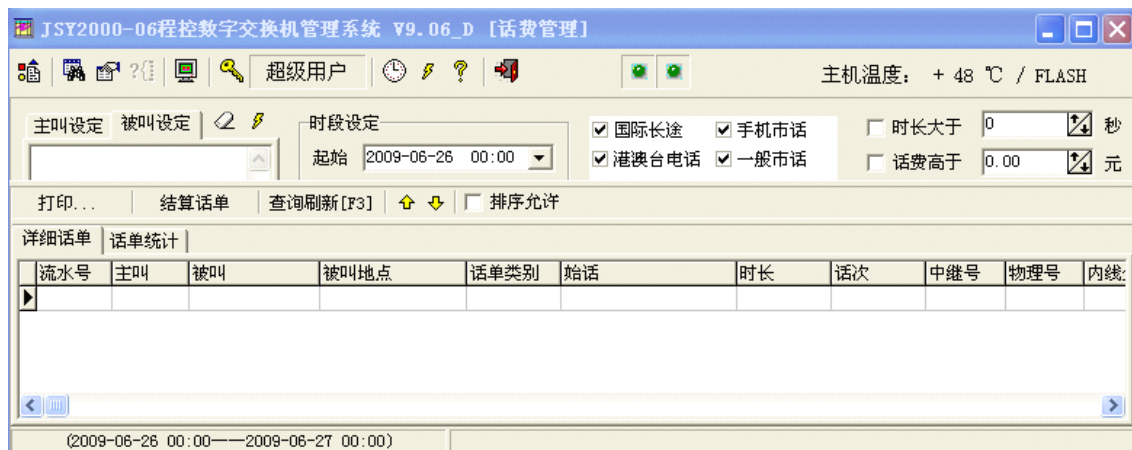 JSY2000-06程控数字交换机管理系统 V9.06_D [话费管理]
超级用户 主机温度： + 48 ℃ / FLASH
主叫设定 被叫设定 时段设定 国际长途 手机市话 时长大于 0 秒
起始 2009-06-26 00:00 港澳台电话 一般市话 话费高于 0.00 元
打印... 结算话单 查询刷新[F3] 排序允许
详细话单 话单统计
流水号 主叫 被叫 被叫地点 话单类别 始话 时长 话次 中继号 物理号 内线
(2009-06-26 00:00——2009-06-27 00:00)